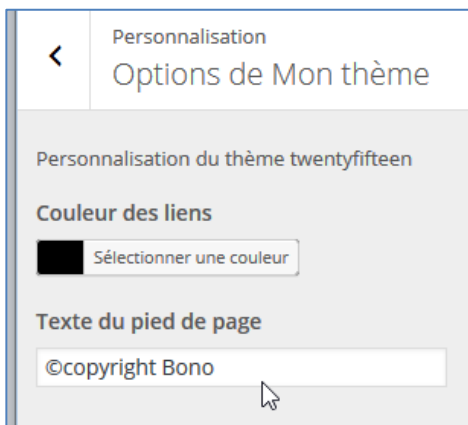 Personnalisation
Options de Mon thème
Personnalisation du thème twentyfifteen
Couleur des liens
Sélectionner une couleur
Texte du pied de page
©copyright Bono